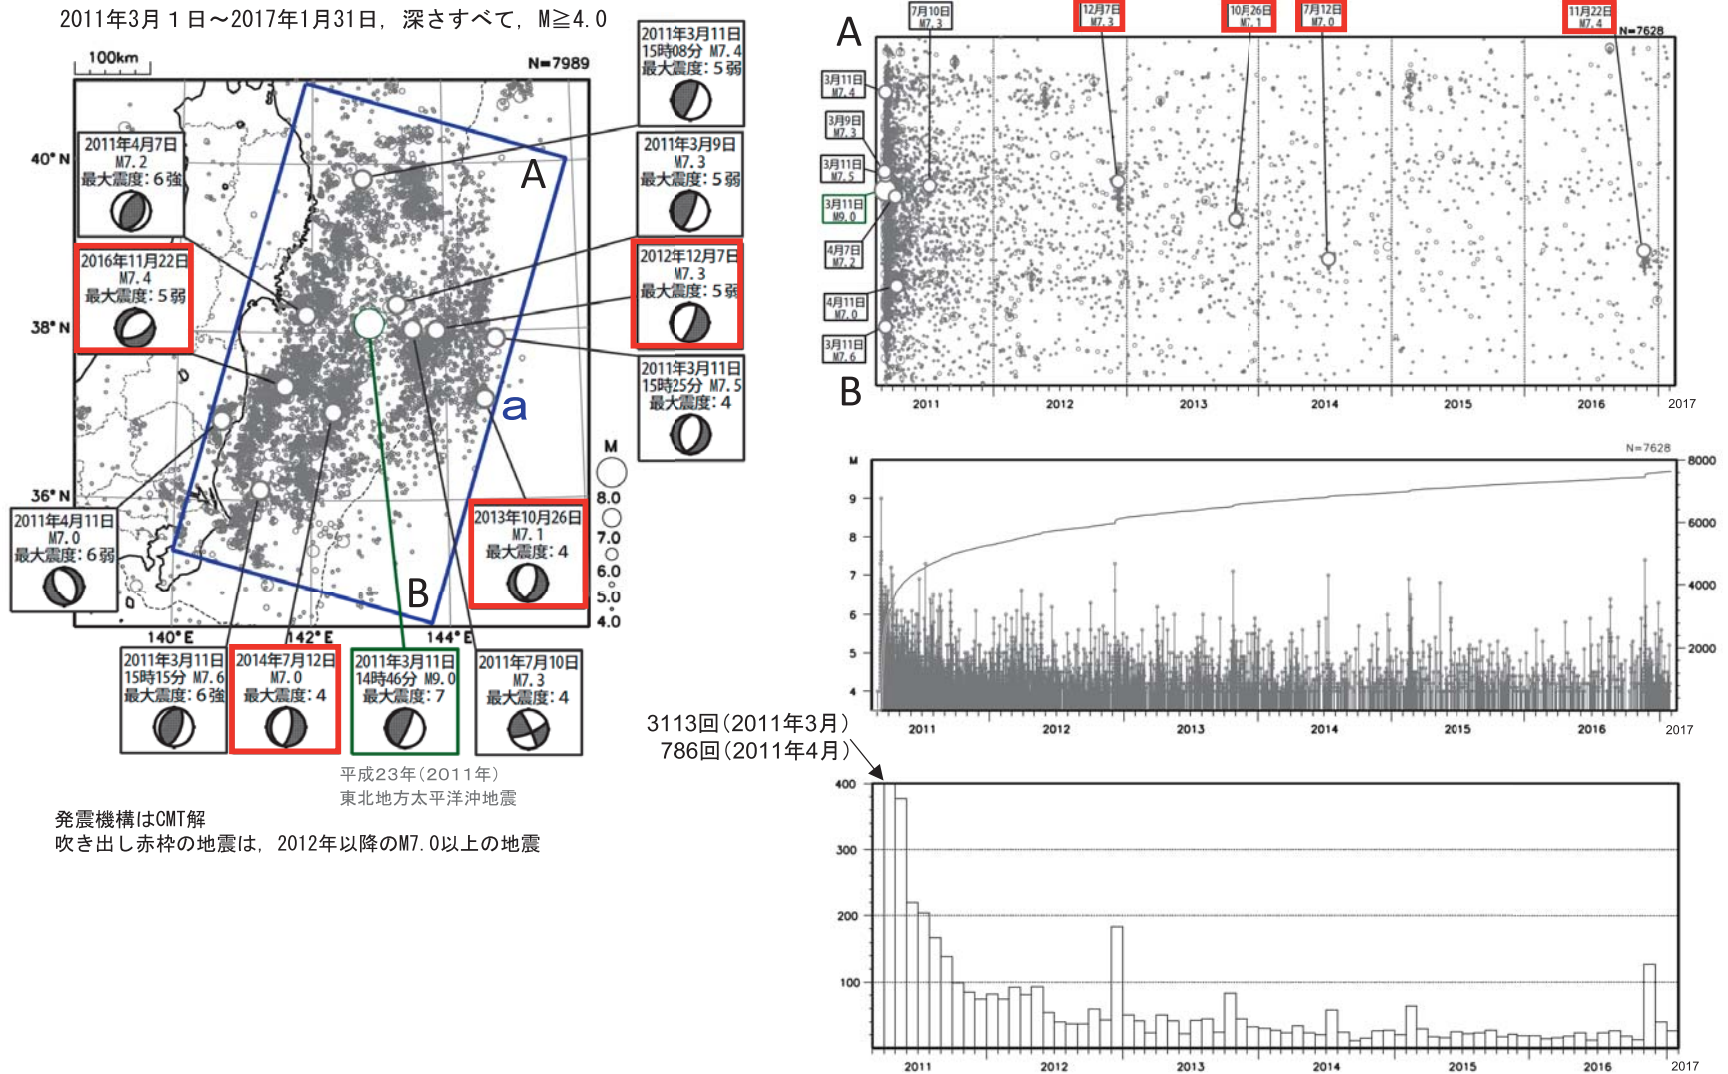 2011年3月1日～2017年1月31日，深さすべて，M≧4.0
100km
N=7989
40°N
38°N
36°N
140°E
142°E
144°E
A
B
a
2011年3月11日
15時08分 M7.4
最大震度：5弱
2011年4月7日
M7.2
最大震度：6強
2011年3月9日
M7.3
最大震度：5弱
2016年11月22日
M7.4
最大震度：5弱
2012年12月7日
M7.3
最大震度：5弱
2011年3月11日
15時25分 M7.5
最大震度：4
2011年4月11日
M7.0
最大震度：6弱
2013年10月26日
M7.1
最大震度：4
M
8.0
7.0
6.0
5.0
4.0
2011年3月11日
15時15分 M7.6
最大震度：6強
2014年7月12日
M7.0
最大震度：4
2011年3月11日
14時46分 M9.0
最大震度：7
2011年7月10日
M7.3
最大震度：4
平成23年（2011年）
東北地方太平洋沖地震
発震機構はCMT解
吹き出し赤枠の地震は，2012年以降のM7.0以上の地震
A
7月10日
M7.3
12月7日
M7.3
10月26日
M7.1
7月12日
M7.0
11月22日
M7.4
N=7628
3月11日
M7.4
3月9日
M7.3
3月11日
M7.5
3月11日
M9.0
4月7日
M7.2
4月11日
M7.0
3月11日
M7.6
B
2011 2012 2013 2014 2015 2016 2017
N=7628
M
9
8
7
6
5
4
8000
6000
4000
2000
2011 2012 2013 2014 2015 2016 2017
3113回（2011年3月）
786回（2011年4月）
400
300
200
100
2011 2012 2013 2014 2015 2016 2017